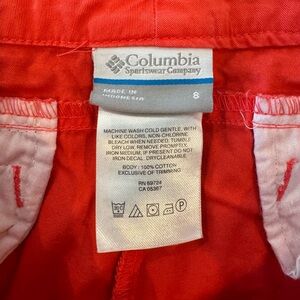 Columbia
Sportswear Company
MADE IN
INDONESIA
8
MACHINE WASH COLD GENTLE, WITH
LIKE COLORS, NON-CHLORINE
BLEACH WHEN NEEDED, TUMBLE
DRY LOW, REMOVE PROMPTLY,
IRON MEDIUM, IF PRESENT DO NOT
IRON DECAL. DRYCLEANABLE.
BODY : 100% COTTON
EXCLUSIVE OF TRIMMING
RN 69724
CA 05367